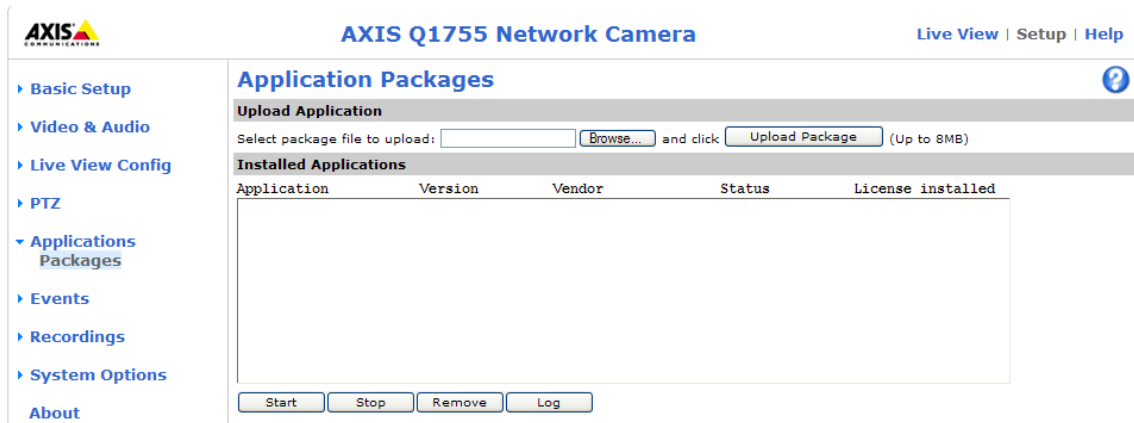 AXIS
COMMUNICATIONS
AXIS Q1755 Network Camera
Live View | Setup | Help
Basic Setup
Video & Audio
Live View Config
PTZ
Applications
Packages
Events
Recordings
System Options
About
Application Packages
?
Upload Application
Select package file to upload: Browse... and click Upload Package (Up to 8MB)
Installed Applications
Application Version Vendor Status License installed
Start Stop Remove Log